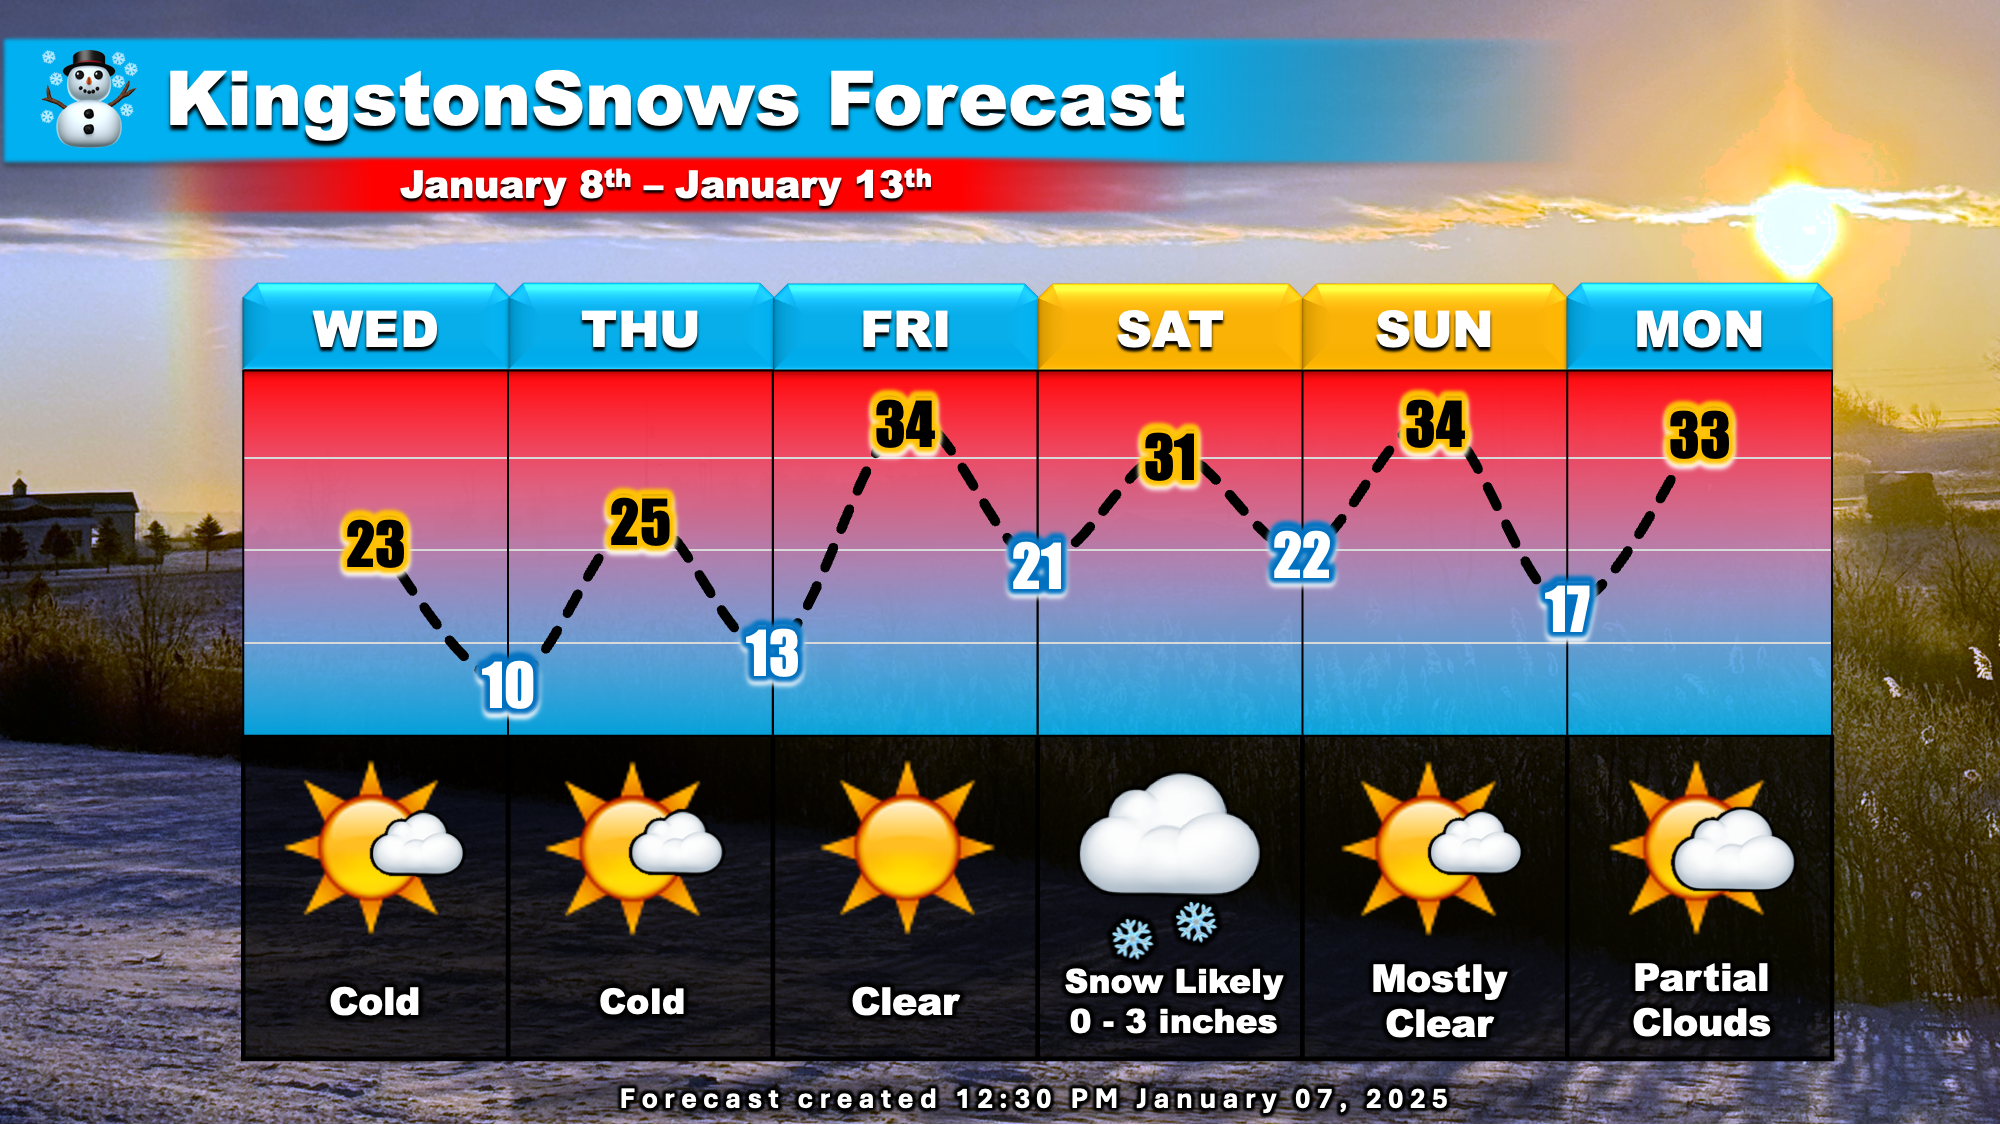 KingstonSnows Forecast
January 8th – January 13th
WED THU FRI SAT SUN MON
34 34
33
31
25
23
22
21
17
13
10
Cold Cold Clear Snow Likely 0 - 3 inches Mostly Clear Partial Clouds
Forecast created 12:30 PM January 07, 2025